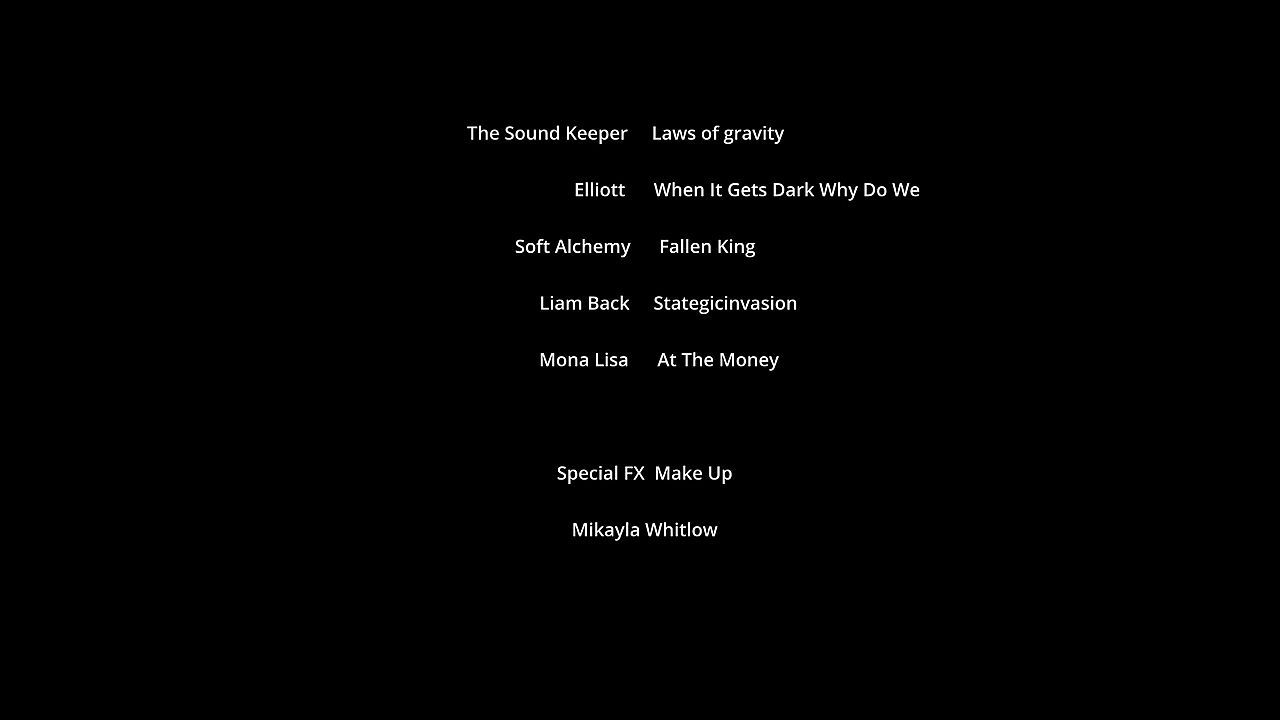 The Sound Keeper Laws of gravity
Elliott When It Gets Dark Why Do We
Soft Alchemy Fallen King
Liam Back Stategicinvasion
Mona Lisa At The Money
Special FX Make Up
Mikayla Whitlow